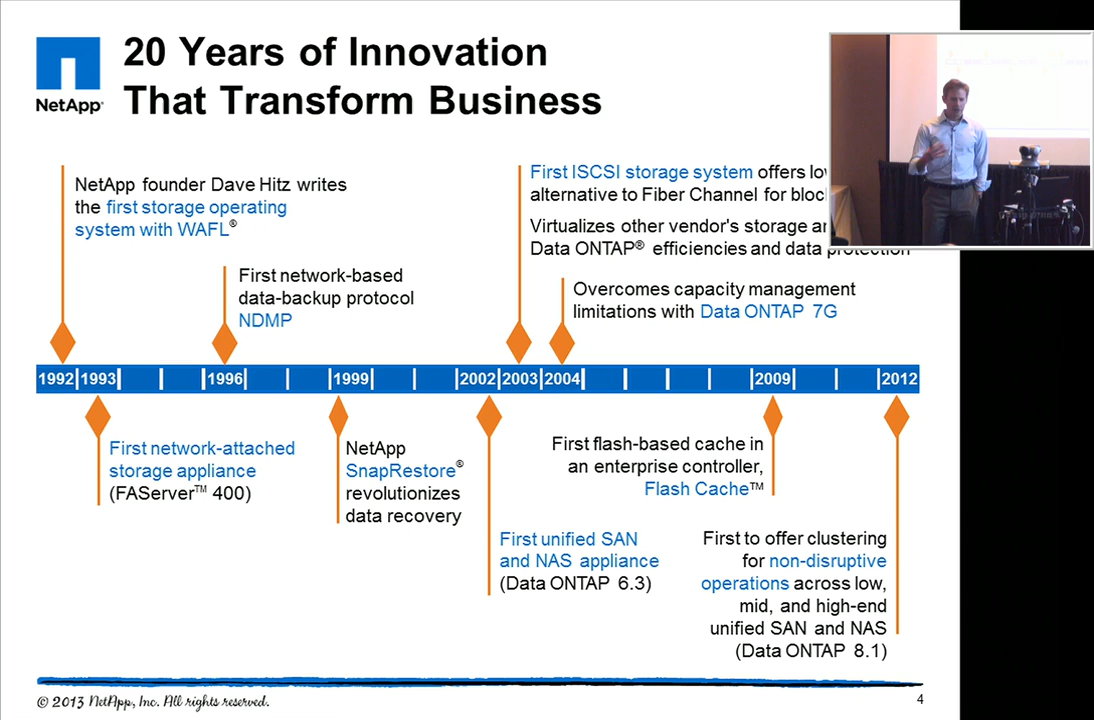 20 Years of Innovation
That Transform Business
NetApp®
NetApp founder Dave Hitz writes
the first storage operating
system with WAFL®
First network-based
data-backup protocol
NDMP
First ISCSI storage system offers
alternative to Fiber Channel for
Virtualizes other vendor's storage
Data ONTAP® efficiencies and data protection
Overcomes capacity management
limitations with Data ONTAP 7G
1992 1993 1996 1999 2002 2003 2004 2009 2012
First network-attached
storage appliance
(FAServer™ 400)
NetApp
SnapRestore®
revolutionizes
data recovery
First unified SAN
and NAS appliance
(Data ONTAP 6.3)
First flash-based cache in
an enterprise controller,
Flash Cache™
First to offer clustering
for non-disruptive
operations across low,
mid, and high-end
unified SAN and NAS
(Data ONTAP 8.1)
© 2013 NetApp, Inc. All rights reserved.
4